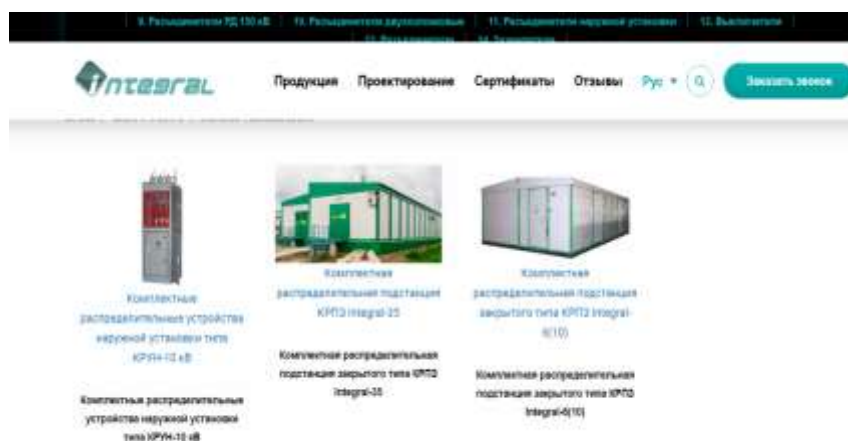 9. Разъединители РД 150 кВ 10. Разъединители двухполюсные 11. Разъединители наружной установки 12. Выключатели
Integral Продукция Проектирование Сертификаты Отзывы Рус Заказать звонок
Комплектные
распределительные устройства
наружной установки типа
КРУН-10 кВ
Комплектная
распределительная подстанция
КРПЗ Integral-35
Комплектная
распределительная подстанция
закрытого типа КРПЗ Integral-
6(10)
Комплектные распределительные
устройства наружной установки
типа КРУН-10 кВ
Комплектная распределительная
подстанция закрытого типа КРПЗ
Integral-35
Комплектная распределительная
подстанция закрытого типа КРПЗ
Integral-6(10)